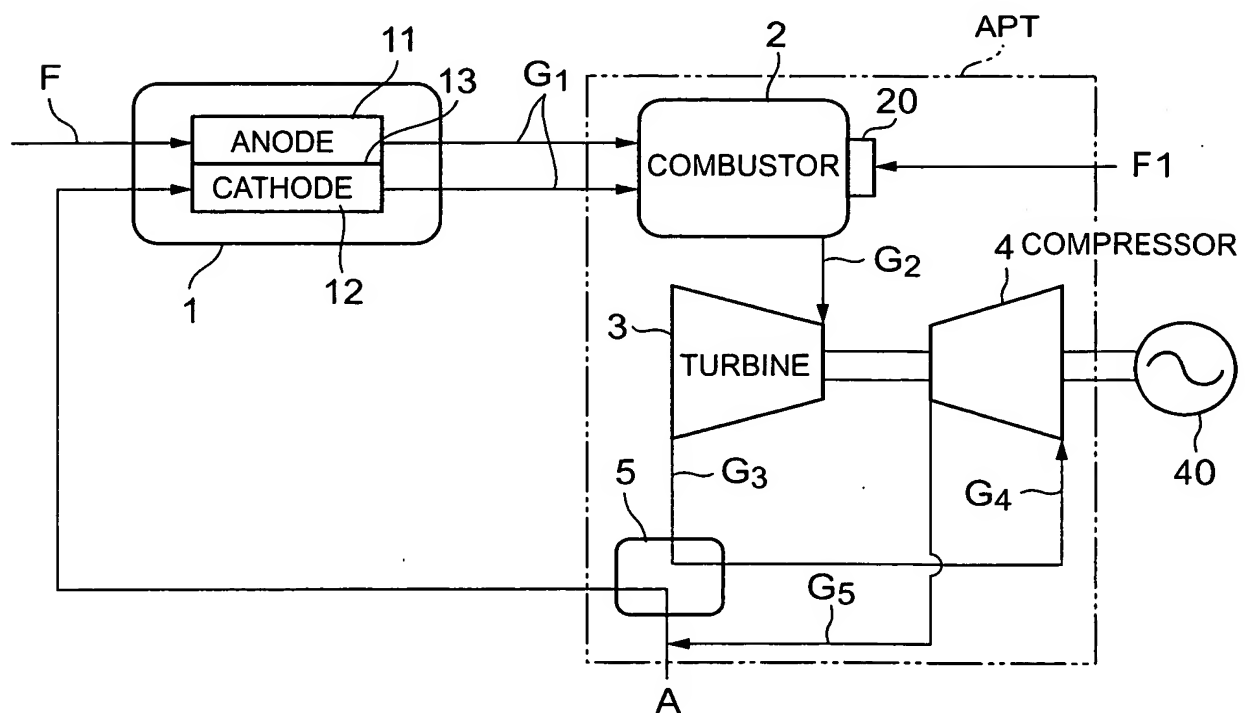 APT
2
11
20
F
13
G1
ANODE
COMBUSTOR
F1
CATHODE
G2
4 COMPRESSOR
1
12
3
TURBINE
G3
5
G4
40
G5
A